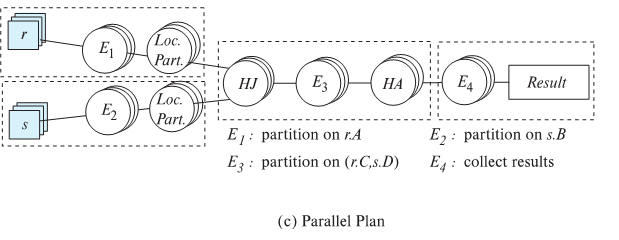 r
E1
Loc.
Part.
s
E2
Loc.
Part.
HJ
E3
HA
E4
Result
E1 : partition on r.A
E2 : partition on s.B
E3 : partition on (r.C,s.D)
E4 : collect results
(c) Parallel Plan